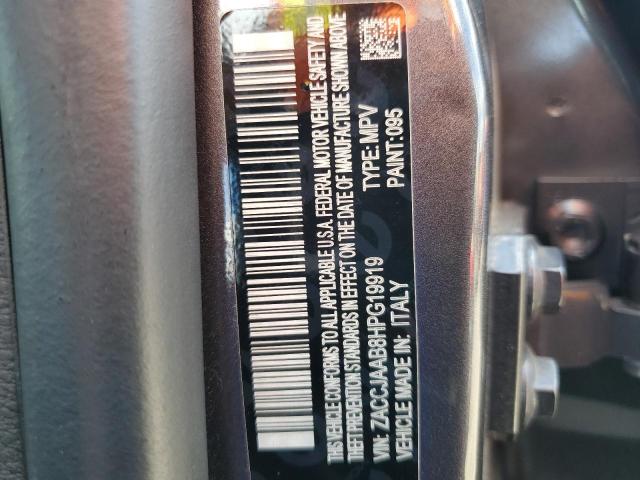 THIS VEHICLE CONFORMS TO ALL APPLICABLE U.S.A. FEDERAL MOTOR VEHICLE SAFETY AND
THEFT PREVENTION STANDARDS IN EFFECT ON THE DATE OF MANUFACTURE SHOWN ABOVE
VIN: ZACCJAAB8HPG19919 TYPE: MPV
VEHICLE MADE IN: ITALY PAINT: 095